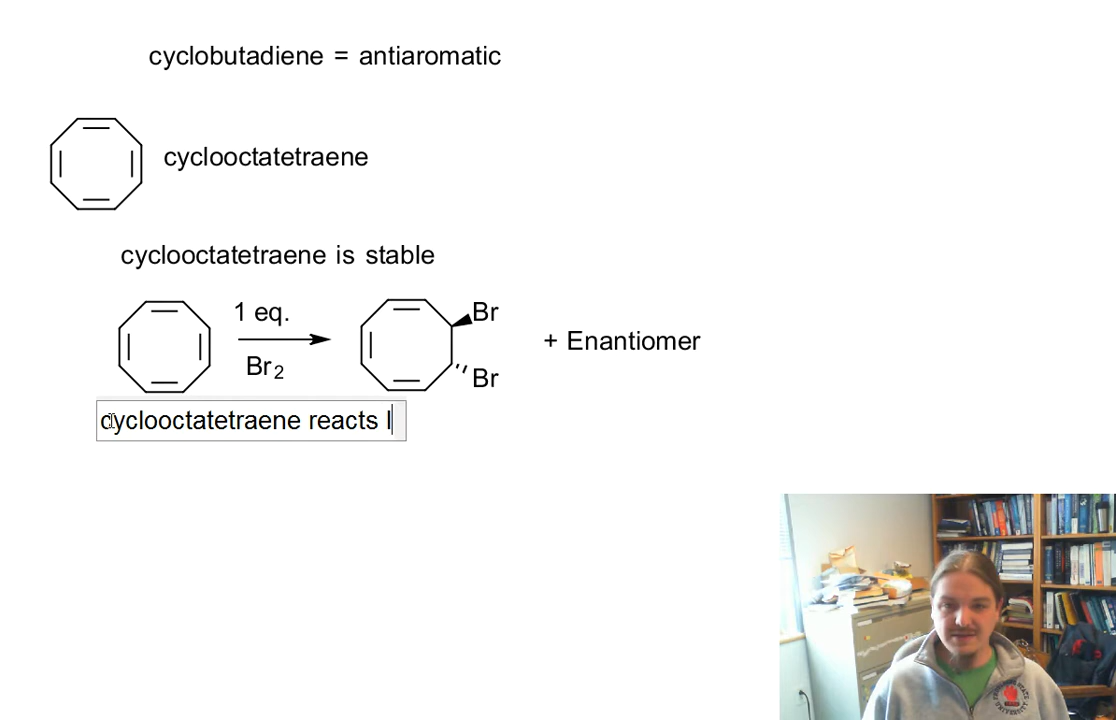 cyclobutadiene = antiaromatic
cyclooctatetraene
cyclooctatetraene is stable
1 eq.
Br2
Br
Br
+ Enantiomer
cyclooctatetraene reacts l